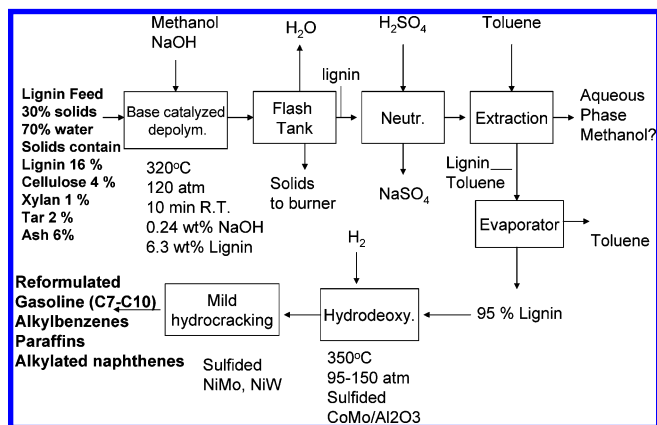 Methanol
NaOH
H₂O
H₂SO₄
Toluene
Lignin Feed
30% solids
70% water
Solids contain
Lignin 16 %
Cellulose 4 %
Xylan 1 %
Tar 2 %
Ash 6%
Base catalyzed
depolym.
320°C
120 atm
10 min R.T.
0.24 wt% NaOH
6.3 wt% Lignin
Flash
Tank
Solids
to burner
lignin
Neutr.
NaSO₄
Extraction
Aqueous
Phase
Methanol?
Lignin
Toluene
Evaporator
Toluene
95 % Lignin
H₂
Hydrodeoxy.
350°C
95-150 atm
Sulfided
CoMo/Al2O3
Mild
hydrocracking
Sulfided
NiMo, NiW
Reformulated
Gasoline (C7-C10)
Alkylbenzenes
Paraffins
Alkylated naphthenes